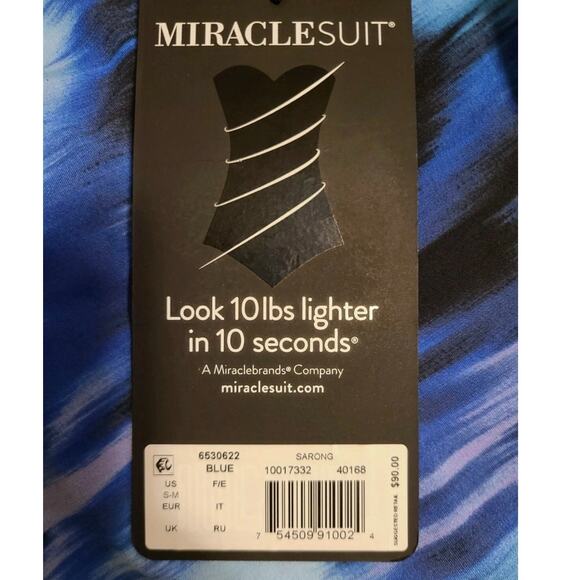 MIRACLESUIT®
Look 10lbs lighter
in 10 seconds®
A Miraclebrands® Company
miraclesuit.com
6530622 SARONG
BLUE 10017332 40168
US F/E
S-M
EUR IT
UK RU
7 54509 91002 4
SUGGESTED RETAIL $90.00